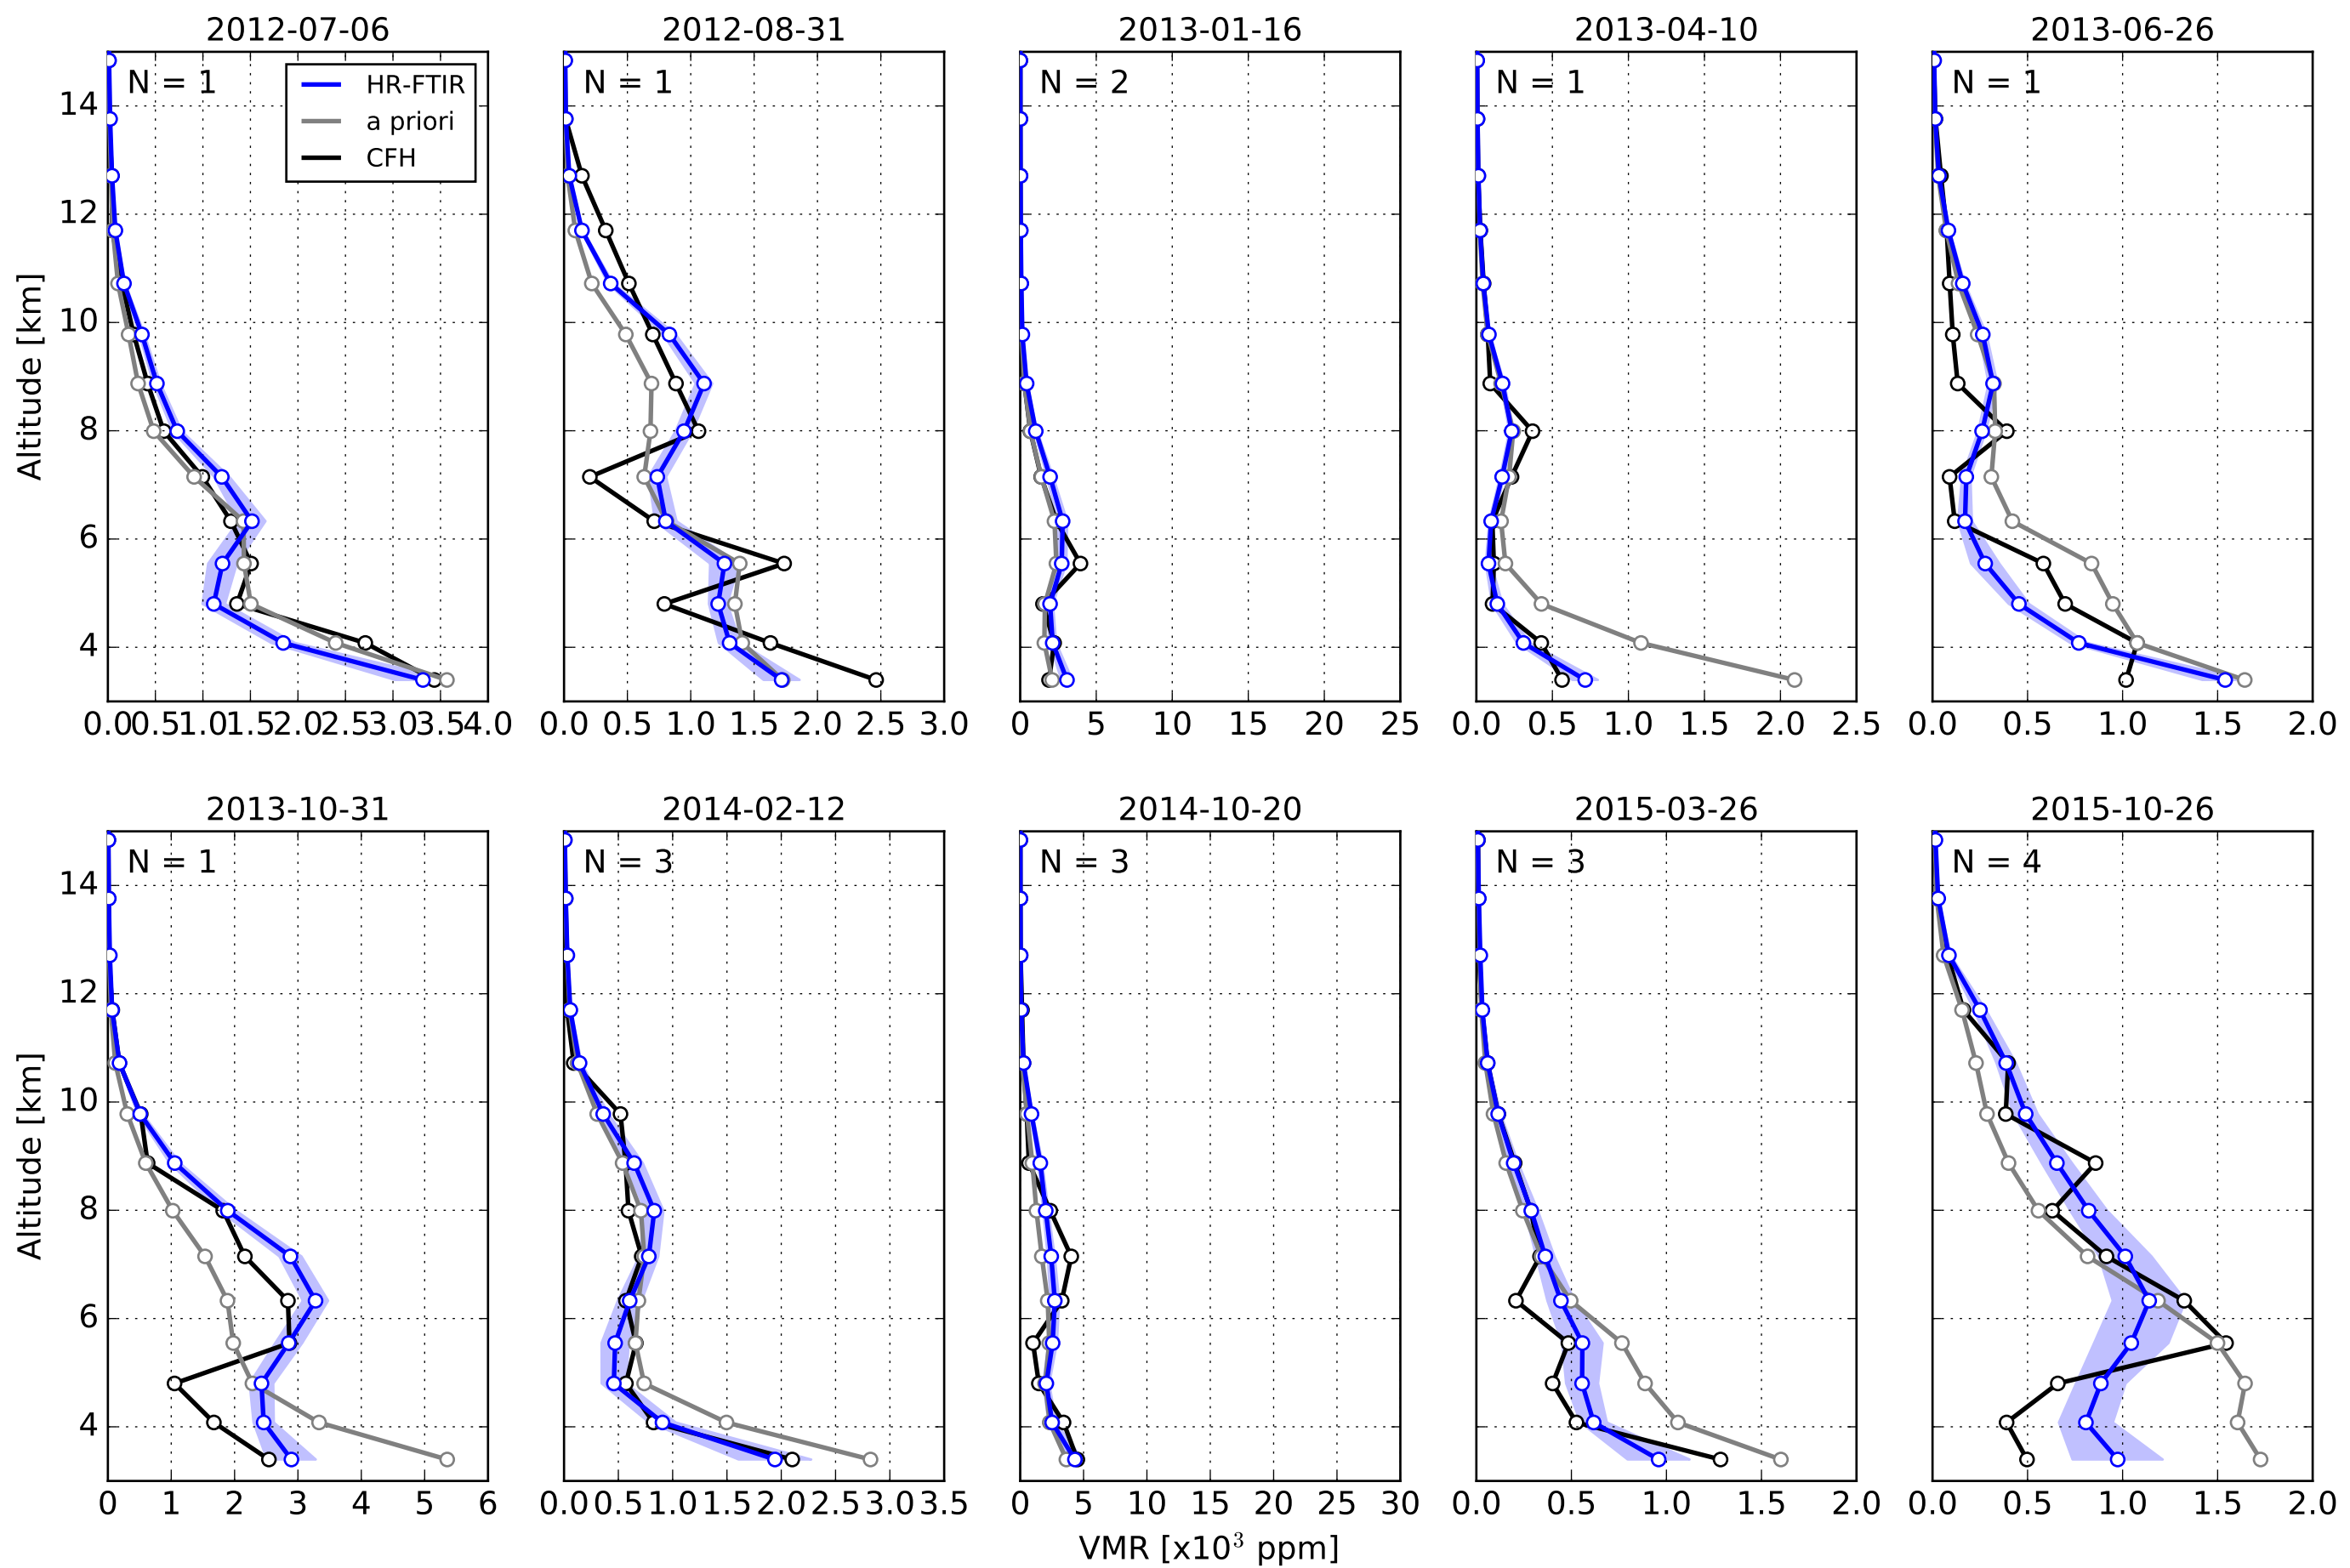 2012-07-06
2012-08-31
2013-01-16
2013-04-10
2013-06-26
N = 1
HR-FTIR
a priori
CFH
N = 1
N = 2
N = 1
N = 1
Altitude [km]
14
12
10
8
6
4
0.0 0.5 1.0 1.5 2.0 2.5 3.0 3.5 4.0
0.0 0.5 1.0 1.5 2.0 2.5 3.0
0 5 10 15 20 25
0.0 0.5 1.0 1.5 2.0 2.5
0.0 0.5 1.0 1.5 2.0
2013-10-31
2014-02-12
2014-10-20
2015-03-26
2015-10-26
N = 1
N = 3
N = 3
N = 3
N = 4
Altitude [km]
14
12
10
8
6
4
0 1 2 3 4 5 6
0.0 0.5 1.0 1.5 2.0 2.5 3.0 3.5
0 5 10 15 20 25 30
0.0 0.5 1.0 1.5 2.0
0.0 0.5 1.0 1.5 2.0
VMR [x10³ ppm]